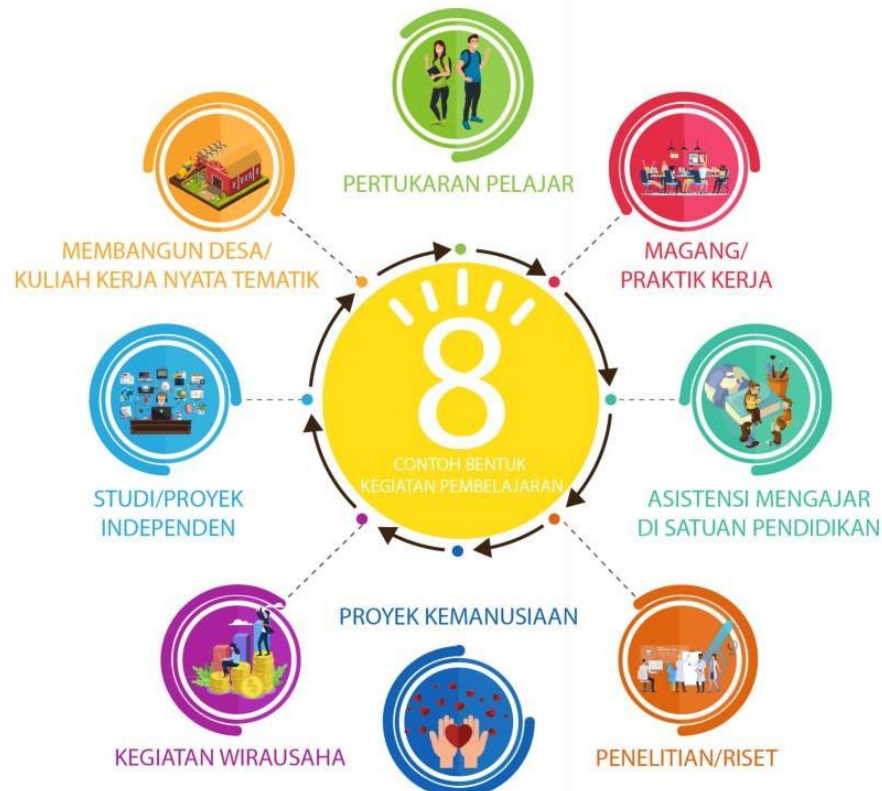 PERTUKARAN PELAJAR
MEMBANGUN DESA/
KULIAH KERJA NYATA TEMATIK
MAGANG/
PRAKTIK KERJA
8
CONTOH BENTUK
KEGIATAN PEMBELAJARAN
STUDI/PROYEK
INDEPENDEN
ASISTENSI MENGAJAR
DI SATUAN PENDIDIKAN
PROYEK KEMANUSIAAN
KEGIATAN WIRAUSAHA
PENELITIAN/RISET